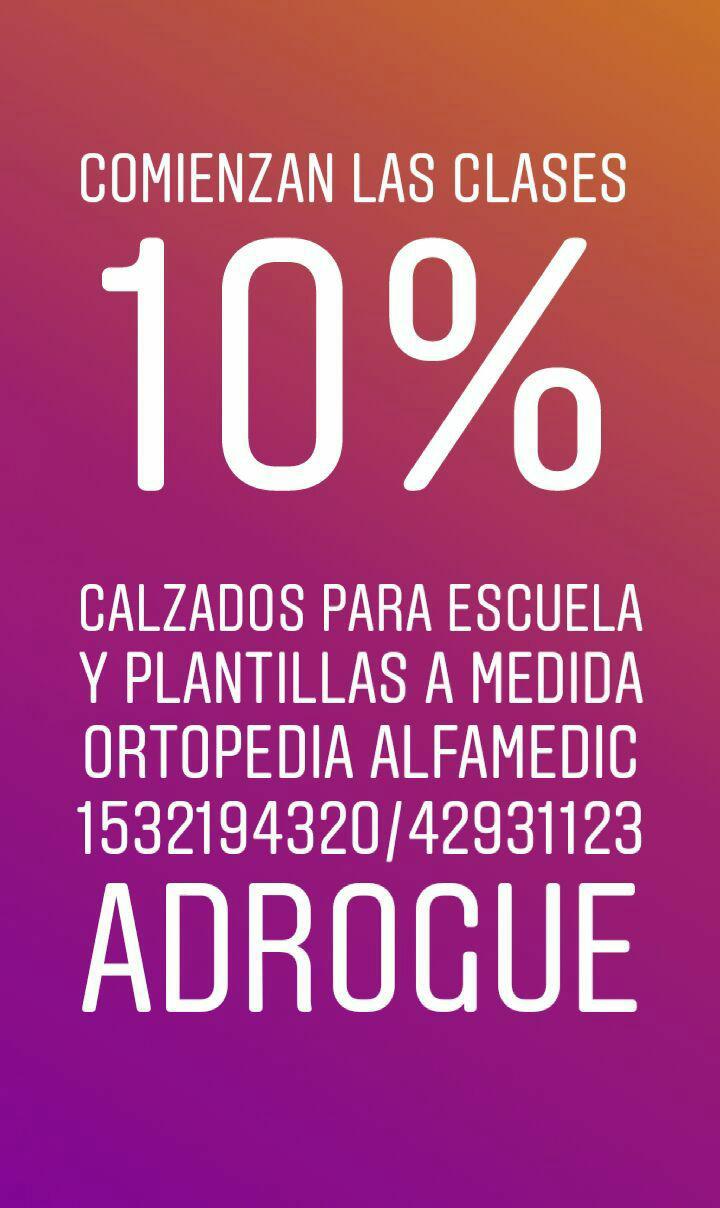 COMIENZAN LAS CLASES
10%
CALZADOS PARA ESCUELA
Y PLANTILLAS A MEDIDA
ORTOPEDIA ALFAMEDIC
1532194320/42931123
ADROGUE